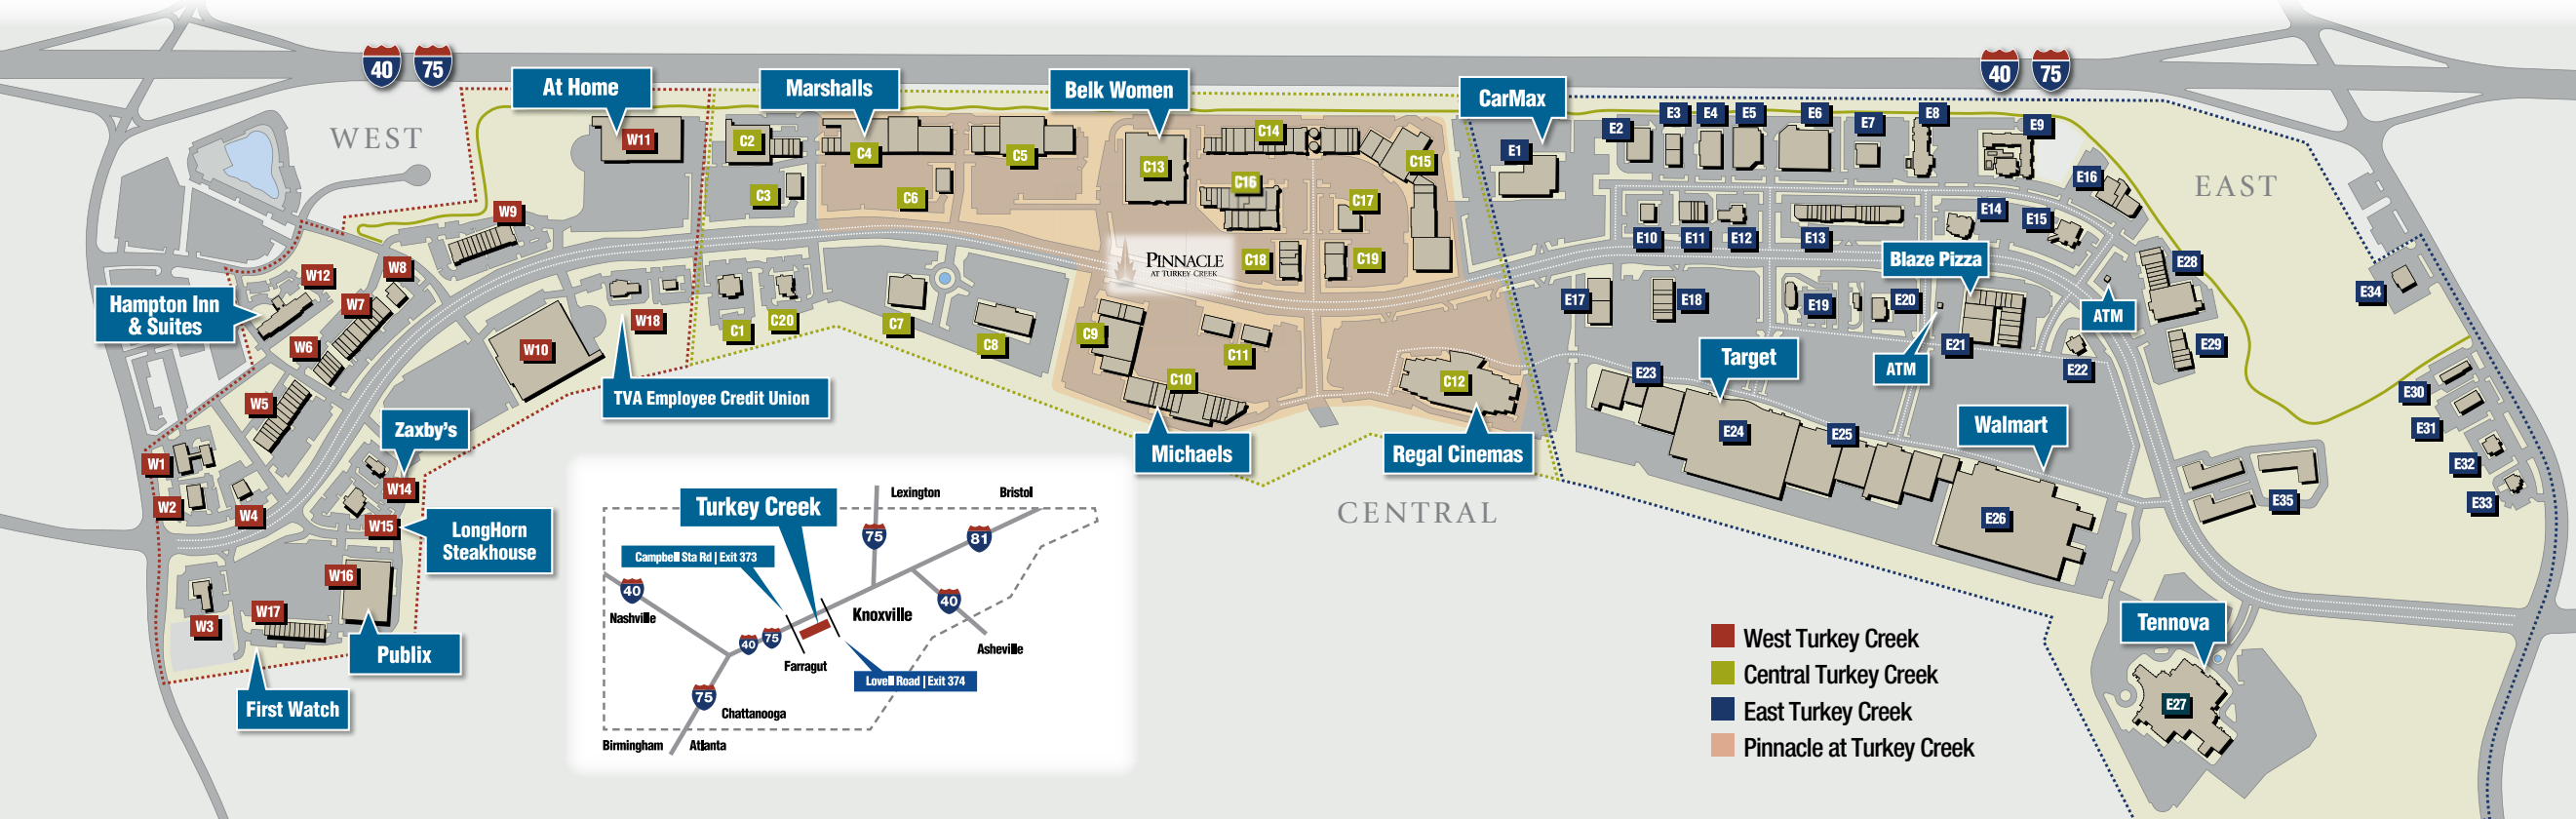 40 75
40 75
WEST
EAST
CENTRAL
At Home
Marshalls
Belk Women
CarMax
Hampton Inn
& Suites
TVA Employee Credit Union
Zaxby's
LongHorn
Steakhouse
Publix
First Watch
Michaels
Regal Cinemas
Target
Blaze Pizza
ATM
ATM
Walmart
Tennova
PINNACLE
AT TURKEY CREEK
W1
W2
W3
W4
W5
W6
W7
W8
W9
W10
W11
W12
W14
W15
W16
W17
W18
C1
C2
C3
C4
C5
C6
C7
C8
C9
C10
C11
C12
C13
C14
C15
C16
C17
C18
C19
C20
E1
E2
E3
E4
E5
E6
E7
E8
E9
E10
E11
E12
E13
E14
E15
E16
E17
E18
E19
E20
E21
E22
E23
E24
E25
E26
E27
E28
E29
E30
E31
E32
E33
E34
E35
Turkey Creek
Campbell Sta Rd | Exit 373
Lovell Road | Exit 374
Lexington
Bristol
75
81
40
Nashville
Knoxville
40
Asheville
40 75
Farragut
75
Chattanooga
Birmingham
Atlanta
West Turkey Creek
Central Turkey Creek
East Turkey Creek
Pinnacle at Turkey Creek